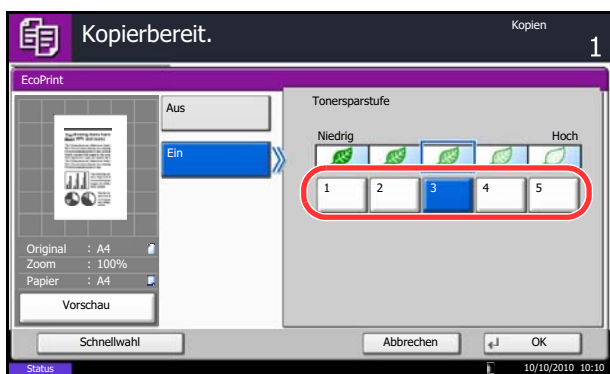 Kopierbereit.
Kopien
1
EcoPrint
Aus
Ein
Tonersparstufe
Niedrig
Hoch
1 2 3 4 5
Original : A4
Zoom : 100%
Papier : A4
Vorschau
Schnellwahl
Abbrechen
OK
Status
10/10/2010 10:10